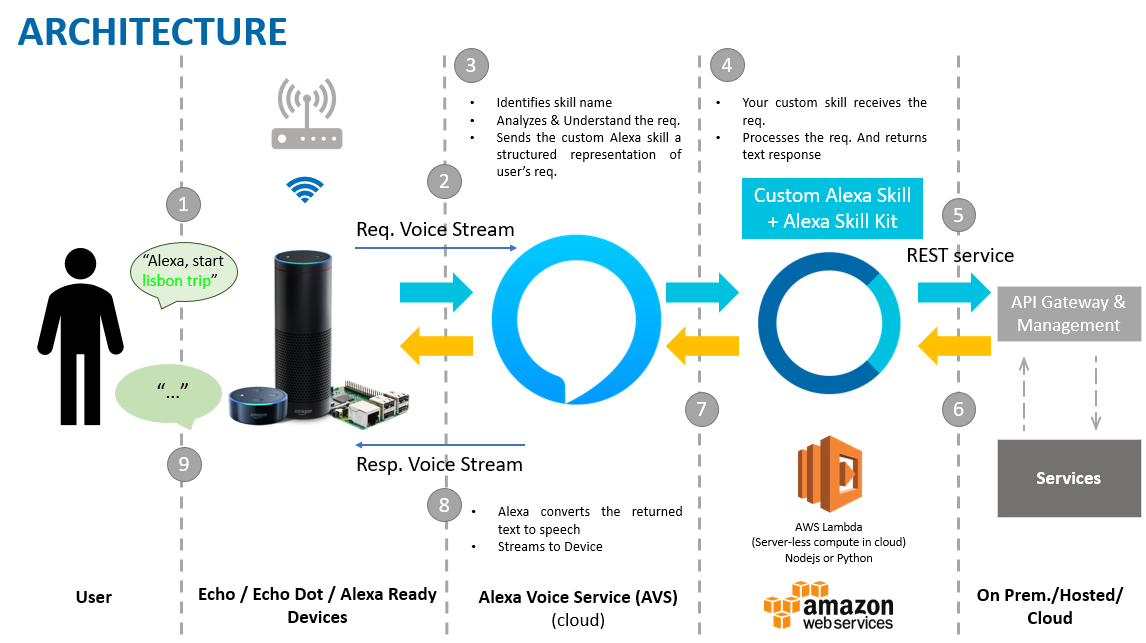 ARCHITECTURE
3
• Identifies skill name
• Analyzes & Understand the req.
• Sends the custom Alexa skill a
structured representation of
user’s req.
4
• Your custom skill receives the
req.
• Processes the req. And returns
text response
2
1
Custom Alexa Skill
+ Alexa Skill Kit
5
Req. Voice Stream
REST service
“Alexa, start
lisbon trip”
API Gateway &
Management
“...”
7
6
9
Resp. Voice Stream
Services
8
• Alexa converts the returned
text to speech
• Streams to Device
AWS Lambda
(Server-less compute in cloud)
Nodejs or Python
User
Echo / Echo Dot / Alexa Ready
Devices
Alexa Voice Service (AVS)
(cloud)
amazon
web services
On Prem./Hosted/
Cloud